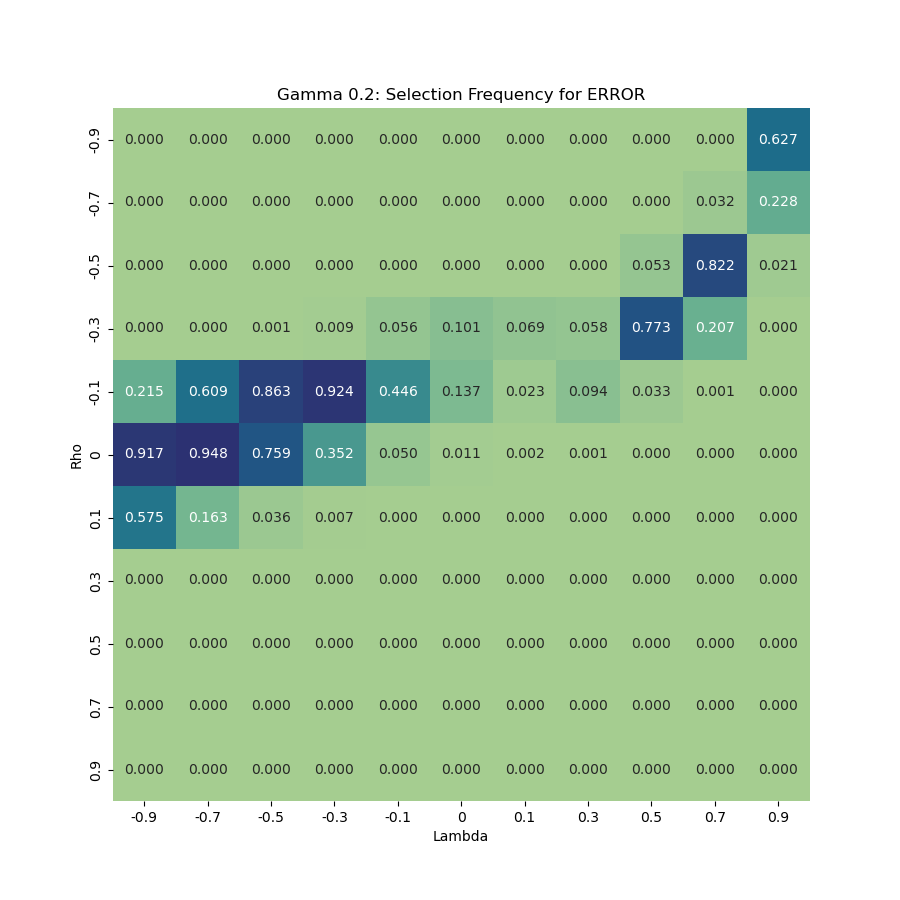 Gamma 0.2: Selection Frequency for ERROR
-0.9 0.000 0.000 0.000 0.000 0.000 0.000 0.000 0.000 0.000 0.000 0.627
-0.7 0.000 0.000 0.000 0.000 0.000 0.000 0.000 0.000 0.000 0.032 0.228
-0.5 0.000 0.000 0.000 0.000 0.000 0.000 0.000 0.000 0.053 0.822 0.021
-0.3 0.000 0.000 0.001 0.009 0.056 0.101 0.069 0.058 0.773 0.207 0.000
-0.1 0.215 0.609 0.863 0.924 0.446 0.137 0.023 0.094 0.033 0.001 0.000
Rho
0 0.917 0.948 0.759 0.352 0.050 0.011 0.002 0.001 0.000 0.000 0.000
0.1 0.575 0.163 0.036 0.007 0.000 0.000 0.000 0.000 0.000 0.000 0.000
0.3 0.000 0.000 0.000 0.000 0.000 0.000 0.000 0.000 0.000 0.000 0.000
0.5 0.000 0.000 0.000 0.000 0.000 0.000 0.000 0.000 0.000 0.000 0.000
0.7 0.000 0.000 0.000 0.000 0.000 0.000 0.000 0.000 0.000 0.000 0.000
0.9 0.000 0.000 0.000 0.000 0.000 0.000 0.000 0.000 0.000 0.000 0.000
-0.9 -0.7 -0.5 -0.3 -0.1 0 0.1 0.3 0.5 0.7 0.9
Lambda